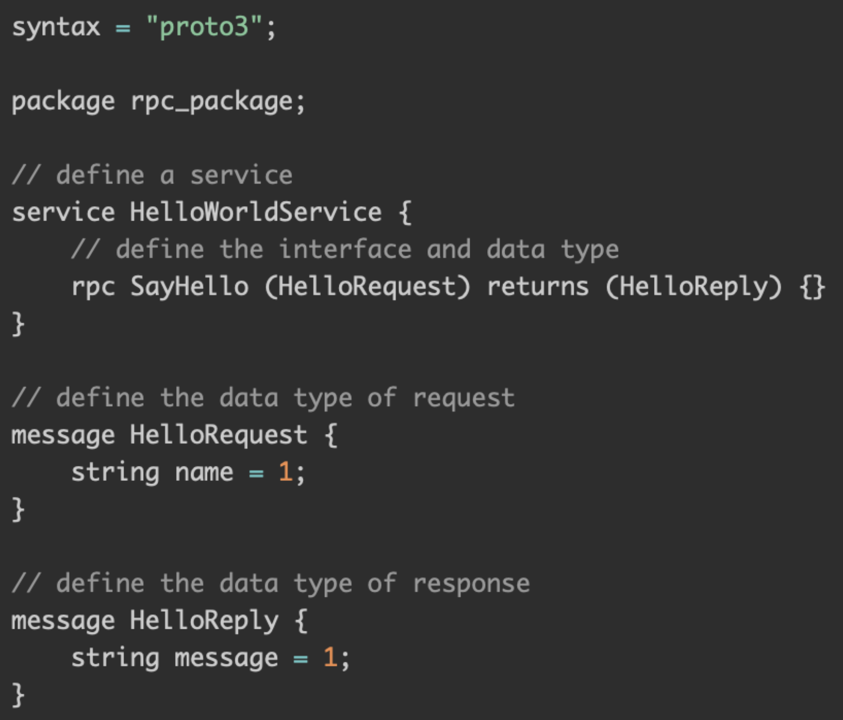 syntax = "proto3";
package rpc_package;
// define a service
service HelloWorldService {
    // define the interface and data type
    rpc SayHello (HelloRequest) returns (HelloReply) {}
}
// define the data type of request
message HelloRequest {
    string name = 1;
}
// define the data type of response
message HelloReply {
    string message = 1;
}